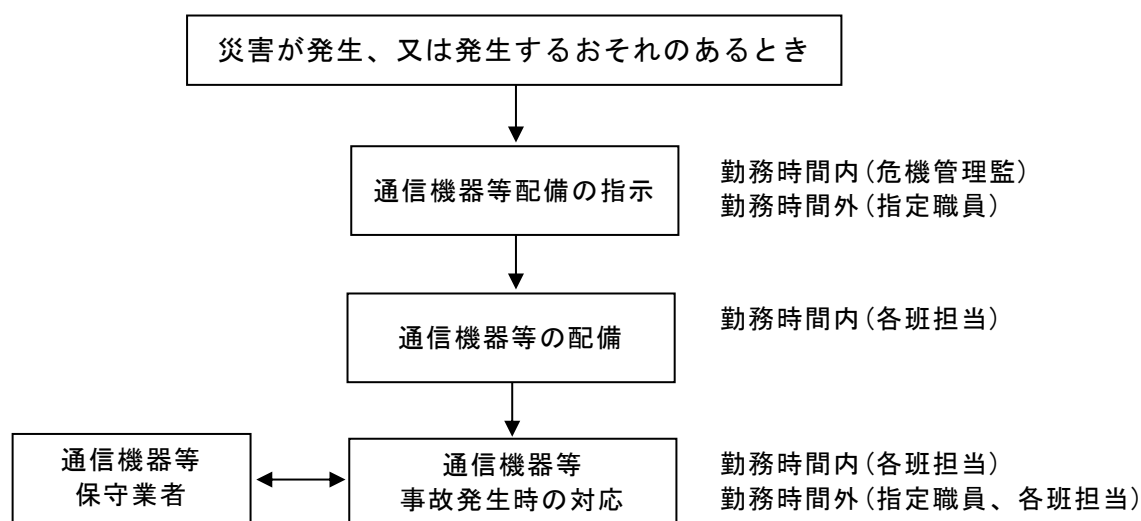 災害が発生、又は発生するおそれのあるとき
通信機器等配備の指示
勤務時間内(危機管理監)
勤務時間外(指定職員)
通信機器等の配備
勤務時間内(各班担当)
通信機器等
保守業者
通信機器等
事故発生時の対応
勤務時間内(各班担当)
勤務時間外(指定職員、各班担当)